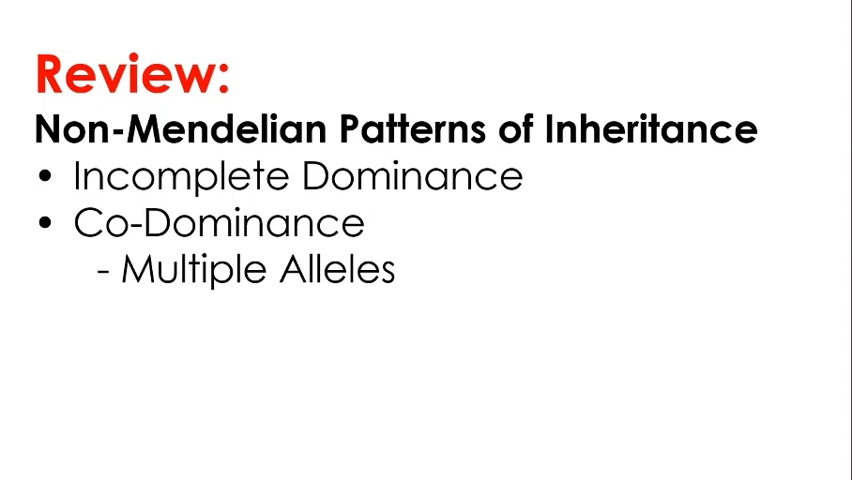 Review:
Non-Mendelian Patterns of Inheritance
• Incomplete Dominance
• Co-Dominance
- Multiple Alleles